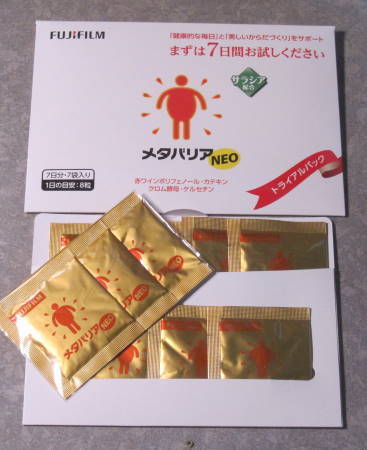 FUJIFILM
「健康的な毎日」と「美しいからだづくり」をサポート
まずは7日間お試しください
サラシア
配合
メタバリアNEO
7日分・7袋入り
1日の目安:8粒
赤ワインポリフェノール・カテキン
クロム酵母・ケルセチン
トライアルパック
FUJIFILM
メタバリアNEO